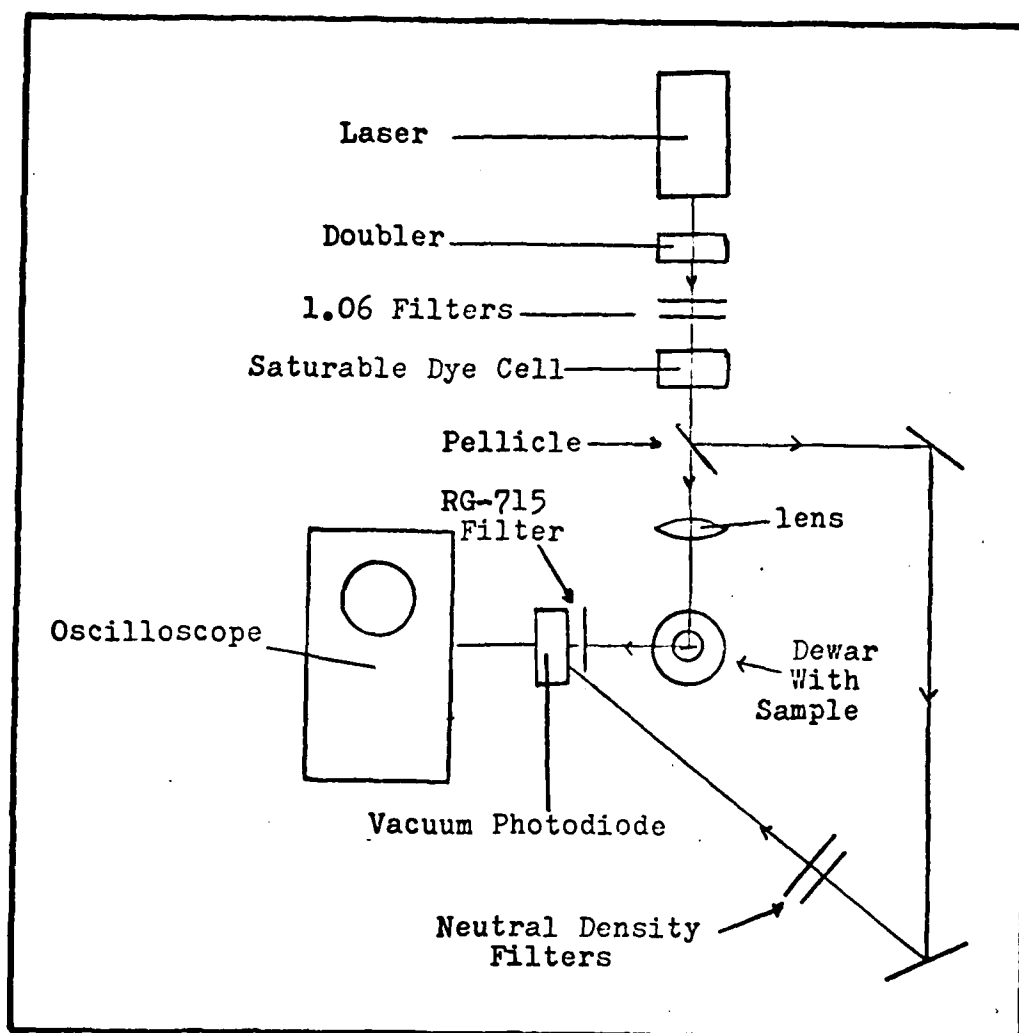 Laser
Doubler
1.06 Filters
Saturable Dye Cell
Pellicle
RG-715
Filter
lens
Oscilloscope
Dewar
With
Sample
Vacuum Photodiode
Neutral Density
Filters